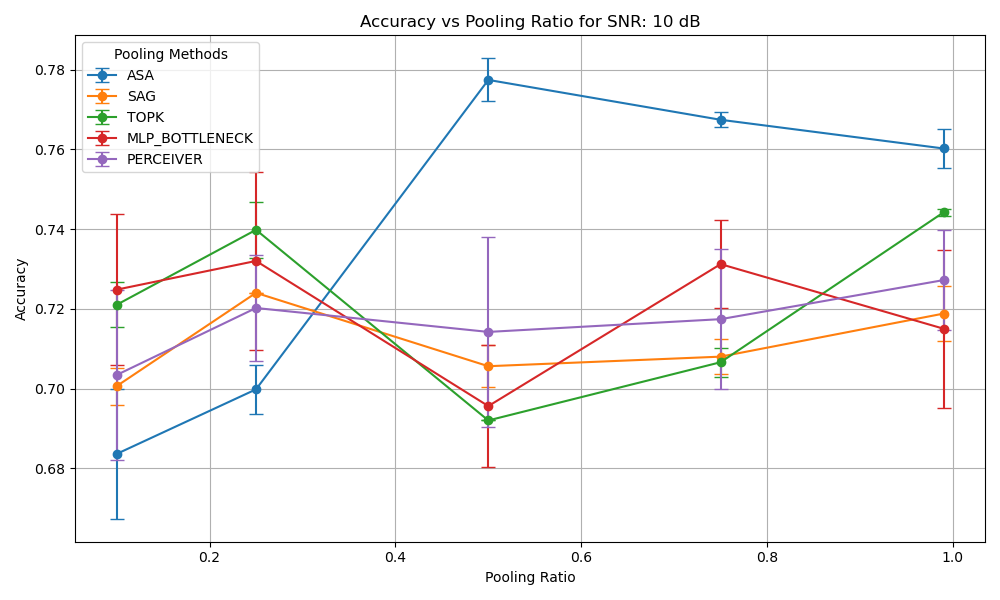 Accuracy vs Pooling Ratio for SNR: 10 dB
Pooling Methods
ASA
SAG
TOPK
MLP_BOTTLENECK
PERCEIVER
Accuracy
0.78
0.76
0.74
0.72
0.70
0.68
0.2
0.4
0.6
0.8
1.0
Pooling Ratio